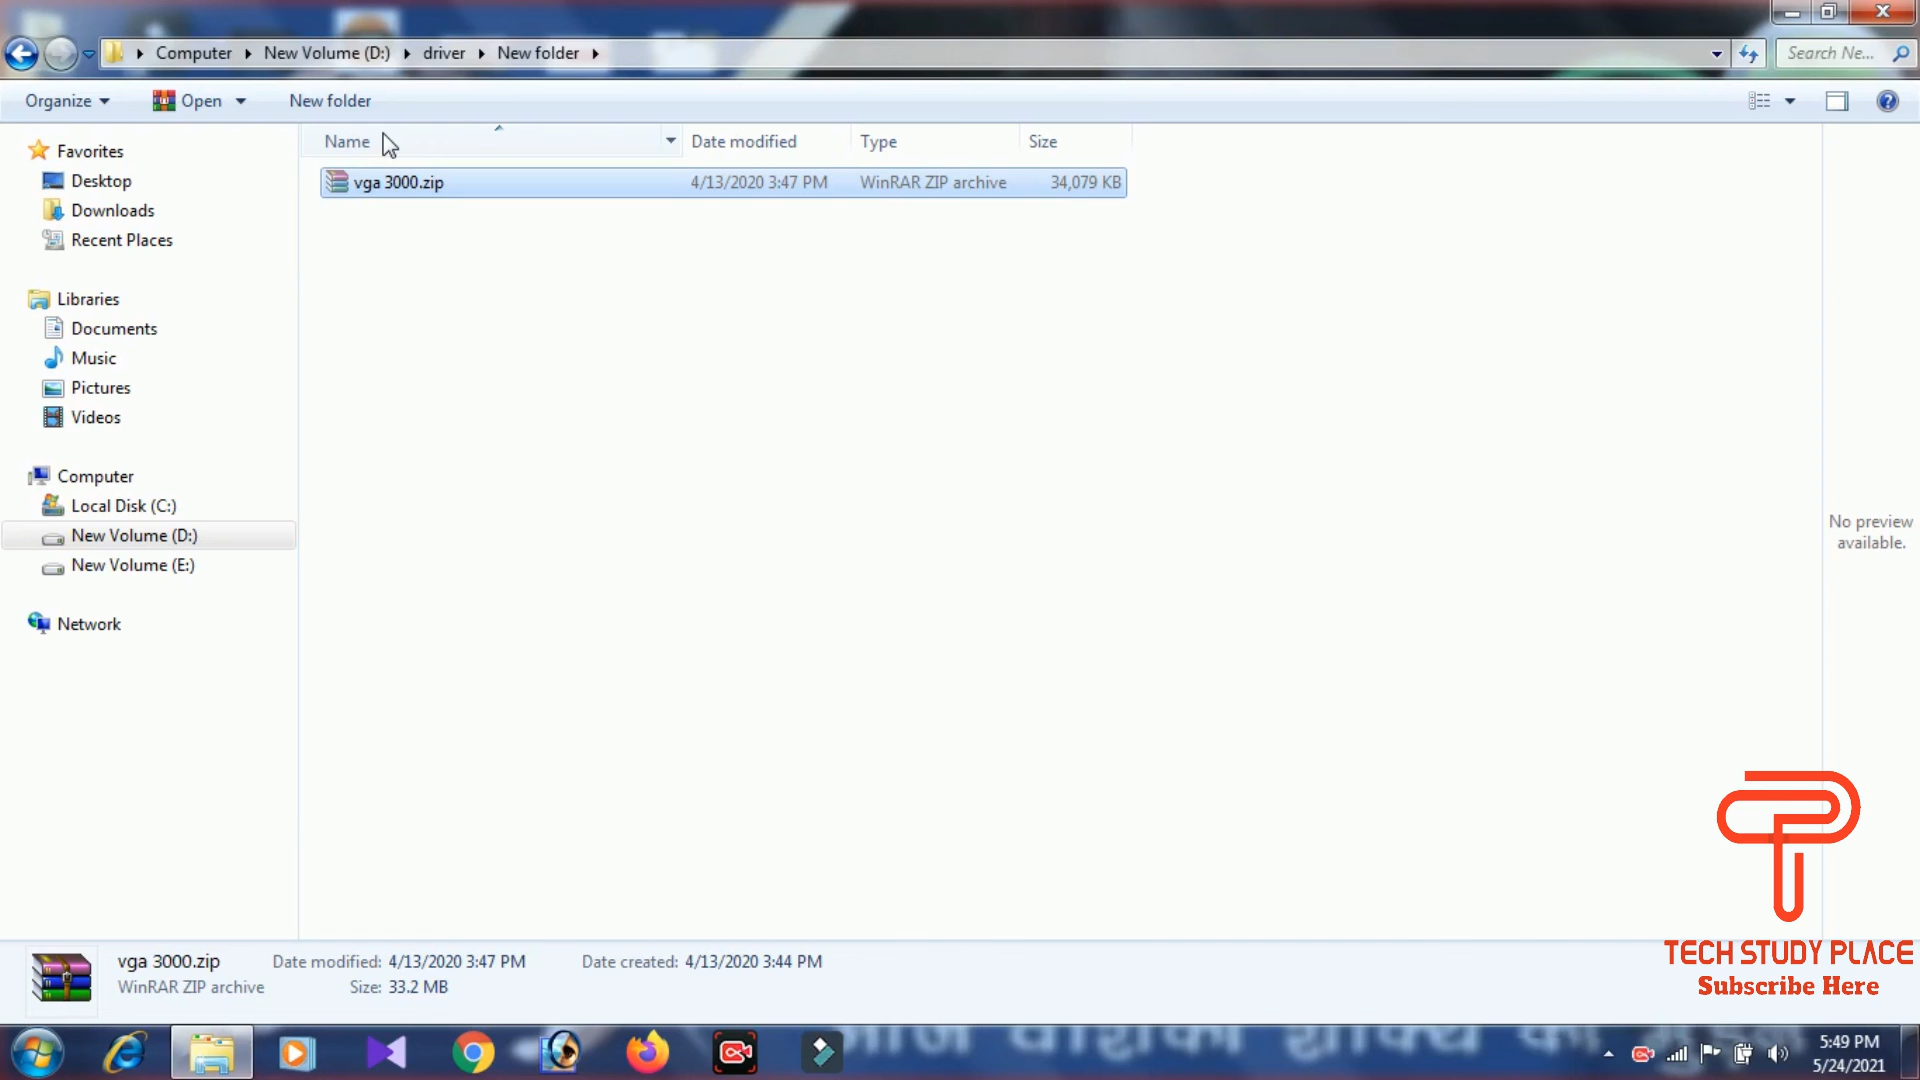 Computer New Volume (D:) driver New folder
Search Ne...
Organize Open New folder
Name Date modified Type Size
vga 3000.zip 4/13/2020 3:47 PM WinRAR ZIP archive 34,079 KB
Favorites
Desktop
Downloads
Recent Places
Libraries
Documents
Music
Pictures
Videos
Computer
Local Disk (C:)
New Volume (D:)
New Volume (E:)
Network
No preview
available.
TECH STUDY PLACE
Subscribe Here
vga 3000.zip Date modified: 4/13/2020 3:47 PM Date created: 4/13/2020 3:44 PM
WinRAR ZIP archive Size: 33.2 MB
5:49 PM
5/24/2021